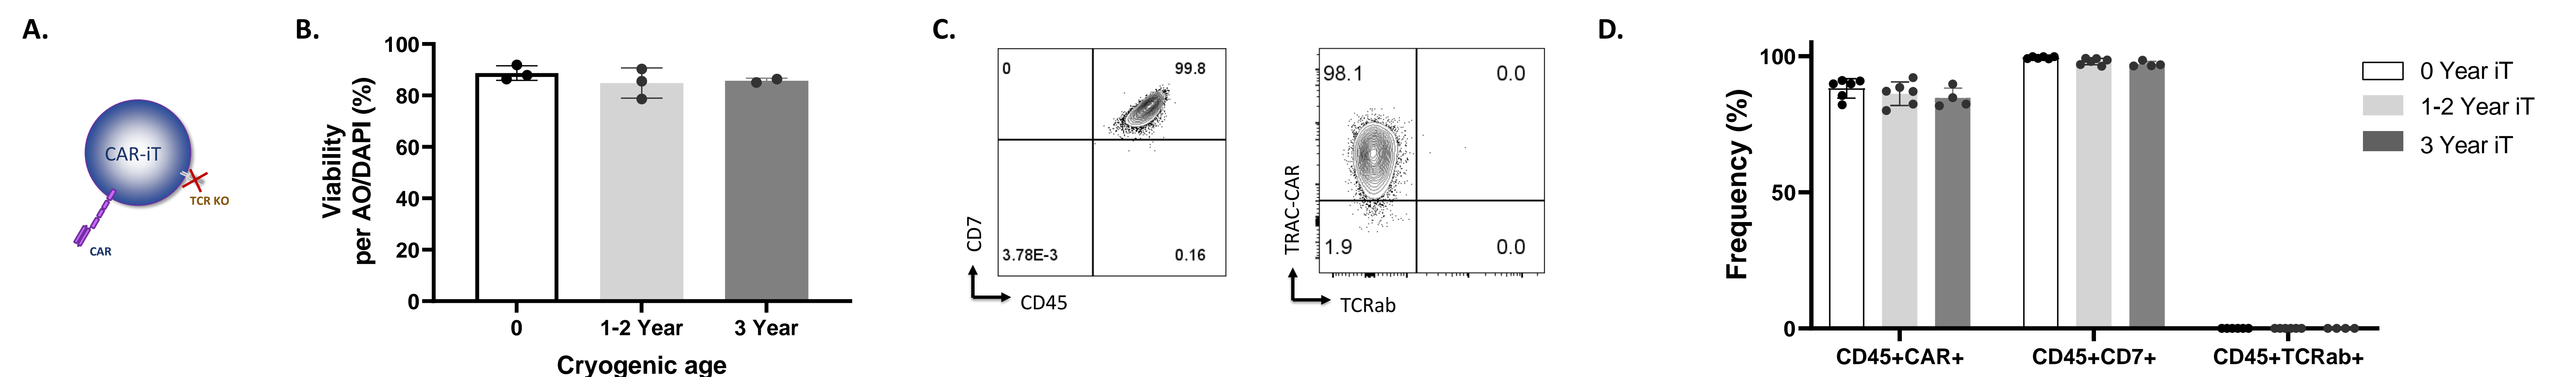 A.
CAR-iT
TCR KO
CAR
B.
Viability
per AO/DAPI (%)
100
80
60
40
20
0
0
1-2 Year
3 Year
Cryogenic age
C.
0
99.8
3.78E-3
0.16
CD7
CD45
98.1
0.0
1.9
0.0
TRAC-CAR
TCRab
D.
Frequency (%)
100
50
0
CD45+CAR+
CD45+CD7+
CD45+TCRab+
0 Year iT
1-2 Year iT
3 Year iT